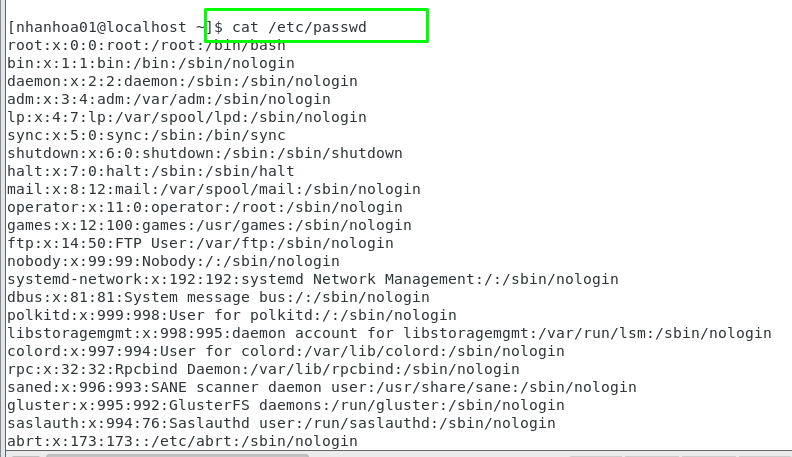 [nhanhoa01@localhost ~]$ cat /etc/passwd
root:x:0:0:root:/root:/bin/bash
bin:x:1:1:bin:/bin:/sbin/nologin
daemon:x:2:2:daemon:/sbin:/sbin/nologin
adm:x:3:4:adm:/var/adm:/sbin/nologin
lp:x:4:7:lp:/var/spool/lpd:/sbin/nologin
sync:x:5:0:sync:/sbin:/bin/sync
shutdown:x:6:0:shutdown:/sbin:/sbin/shutdown
halt:x:7:0:halt:/sbin:/sbin/halt
mail:x:8:12:mail:/var/spool/mail:/sbin/nologin
operator:x:11:0:operator:/root:/sbin/nologin
games:x:12:100:games:/usr/games:/sbin/nologin
ftp:x:14:50:FTP User:/var/ftp:/sbin/nologin
nobody:x:99:99:Nobody:/:/sbin/nologin
systemd-network:x:192:192:systemd Network Management:/:/sbin/nologin
dbus:x:81:81:System message bus:/:/sbin/nologin
polkitd:x:999:998:User for polkitd:/:/sbin/nologin
libstoragemgmt:x:998:995:daemon account for libstoragemgmt:/var/run/lsm:/sbin/nologin
colord:x:997:994:User for colord:/var/lib/colord:/sbin/nologin
rpc:x:32:32:Rpcbind Daemon:/var/lib/rpcbind:/sbin/nologin
saned:x:996:993:SANE scanner daemon user:/usr/share/sane:/sbin/nologin
gluster:x:995:992:GlusterFS daemons:/run/gluster:/sbin/nologin
saslauth:x:994:76:Saslauthd user:/run/saslauthd:/sbin/nologin
abrt:x:173:173::/etc/abrt:/sbin/nologin